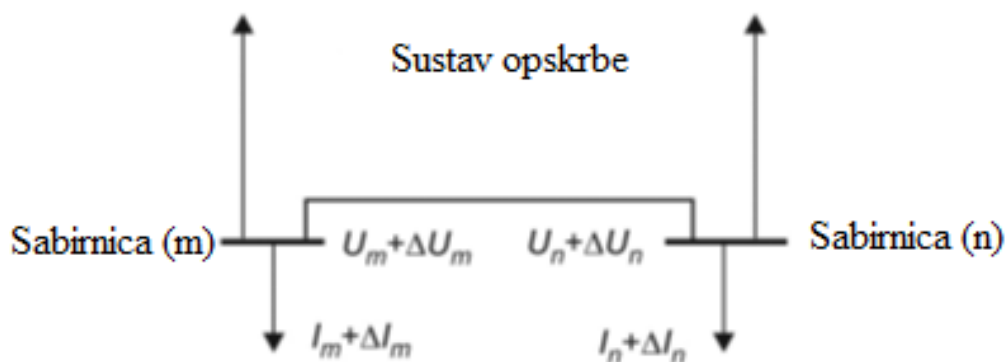 Sustav opskrbe
Sabirnica (m)
Uₘ+ΔUₘ
Uₙ+ΔUₙ
Sabirnica (n)
Iₘ+ΔIₘ
Iₙ+ΔIₙ